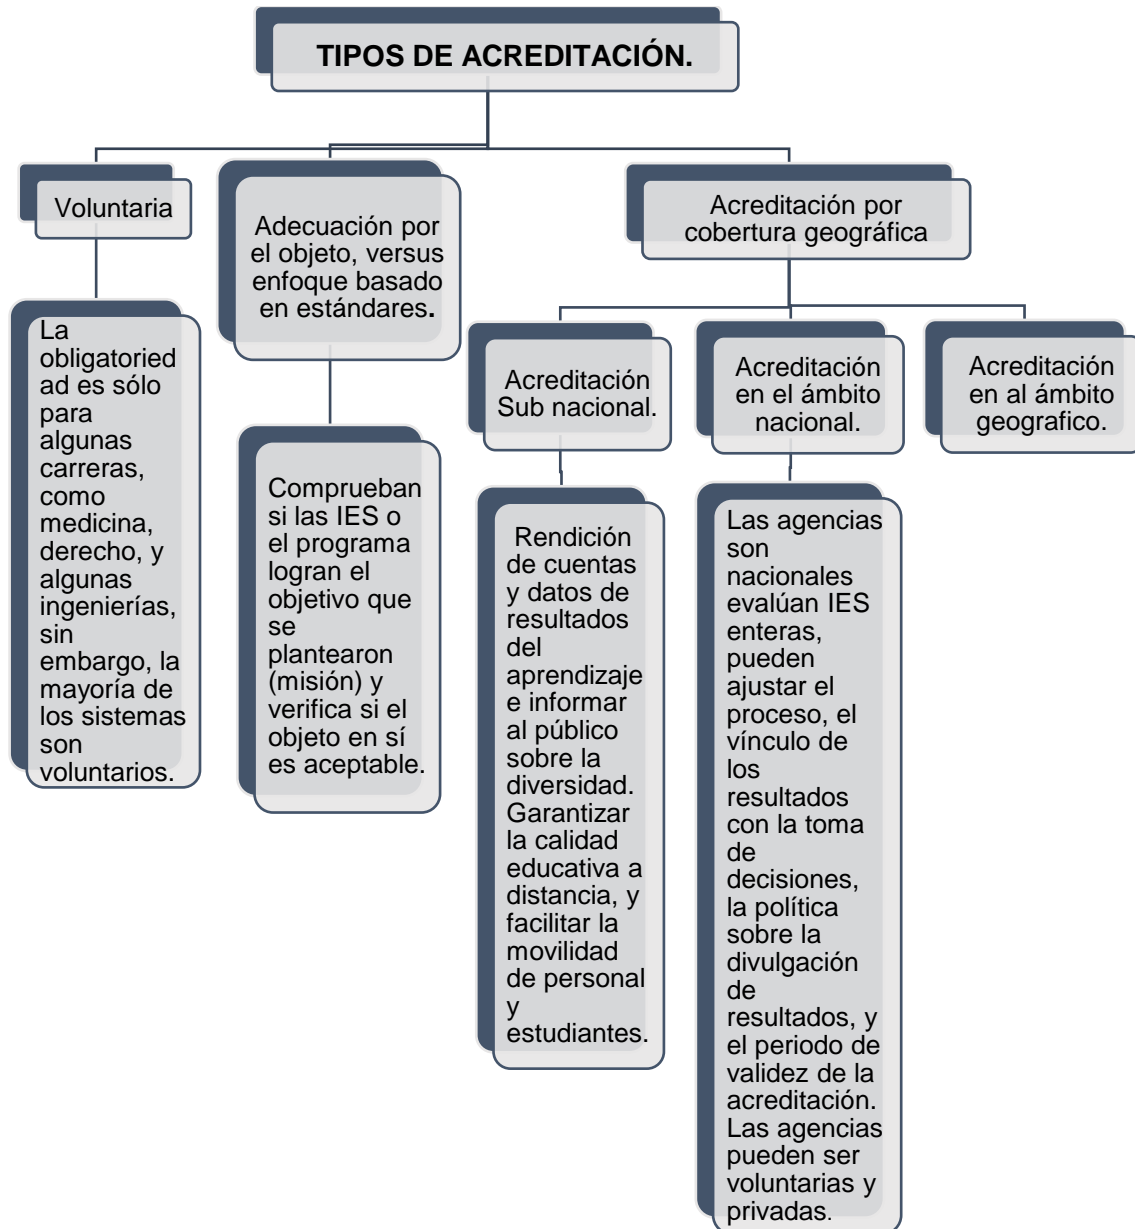 TIPOS DE ACREDITACIÓN.
Voluntaria
La
obligatoried
ad es sólo
para
algunas
carreras,
como
medicina,
derecho, y
algunas
ingenierías,
sin
embargo, la
mayoría de
los sistemas
son
voluntarios.
Adecuación por
el objeto, versus
enfoque basado
en estándares.
Comprueban
si las IES o
el programa
logran el
objetivo que
se
plantearon
(misión) y
verifica si el
objeto en sí
es aceptable.
Acreditación por
cobertura geográfica
Acreditación
Sub nacional.
Rendición
de cuentas
y datos de
resultados
del
aprendizaje
e informar
al público
sobre la
diversidad.
Garantizar
la calidad
educativa a
distancia, y
facilitar la
movilidad
de personal
y
estudiantes.
Acreditación
en el ámbito
nacional.
Las agencias
son
nacionales
evalúan IES
enteras,
pueden
ajustar el
proceso, el
vínculo de
los
resultados
con la toma
de
decisiones,
la política
sobre la
divulgación
de
resultados, y
el periodo de
validez de la
acreditación.
Las agencias
pueden ser
voluntarias y
privadas.
Acreditación
en al ámbito
geografico.